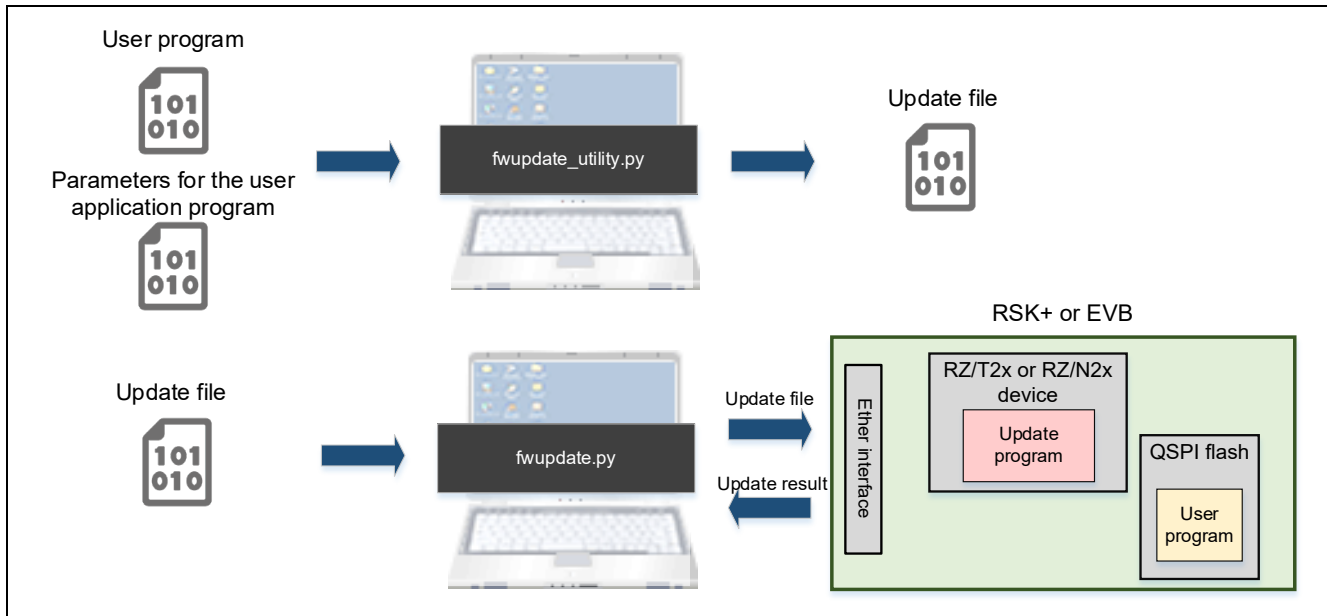 User program
101
010
Parameters for the user
application program
101
010
fwupdate_utility.py
Update file
101
010
Update file
101
010
fwupdate.py
Update file
Update result
RSK+ or EVB
Ether interface
RZ/T2x or RZ/N2x
device
Update
program
QSPI flash
User
program